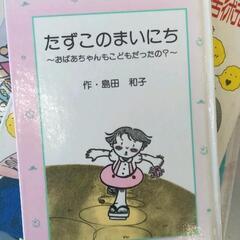 たずこのまいにち
～おばあちゃんもこどもだったの?～
作・島田 和子